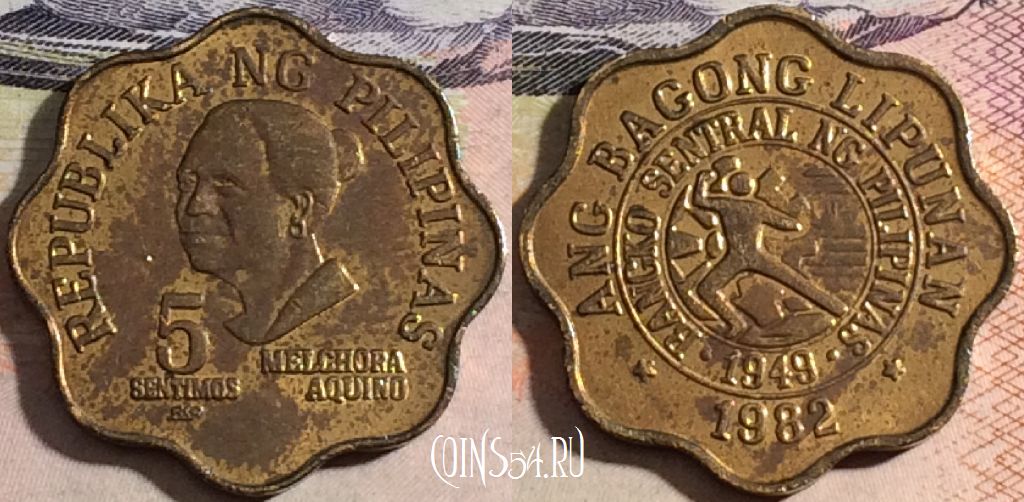 REPUBLIKA NG PILIPINAS
5
SENTIMOS
MELCHORA
AQUINO
ANG BAGONG LIPUNAN
BANGKO SENTRAL NG PILIPINAS
1949
1982
COINS54.RU